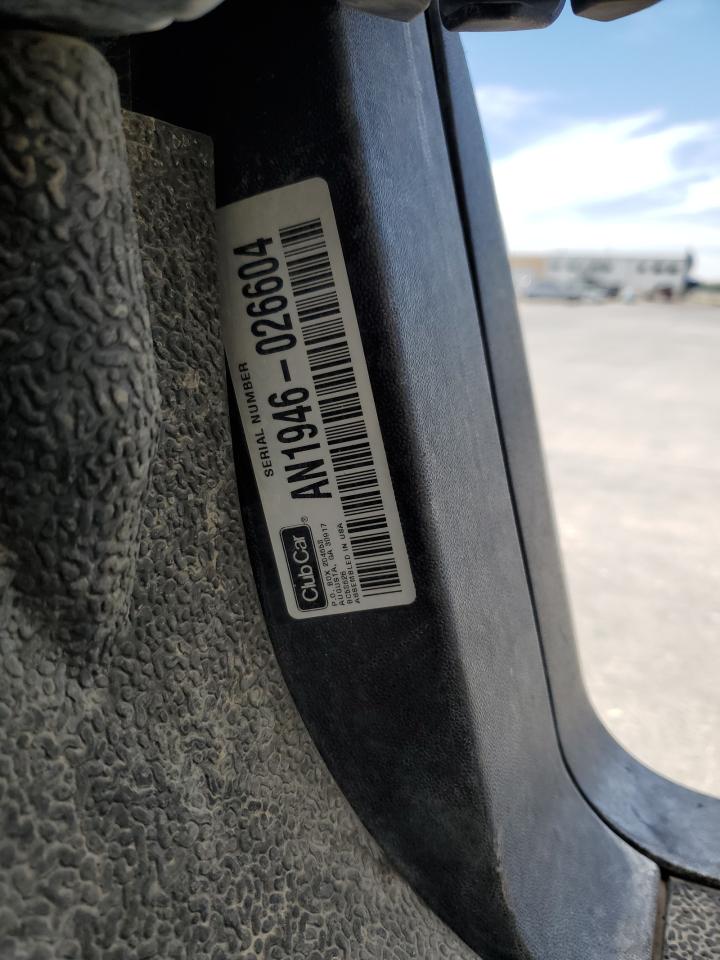 SERIAL NUMBER
AN1946-026604
Club Car®
P.O. BOX 204658
AUGUSTA, GA 30917
ASSEMBLED IN USA